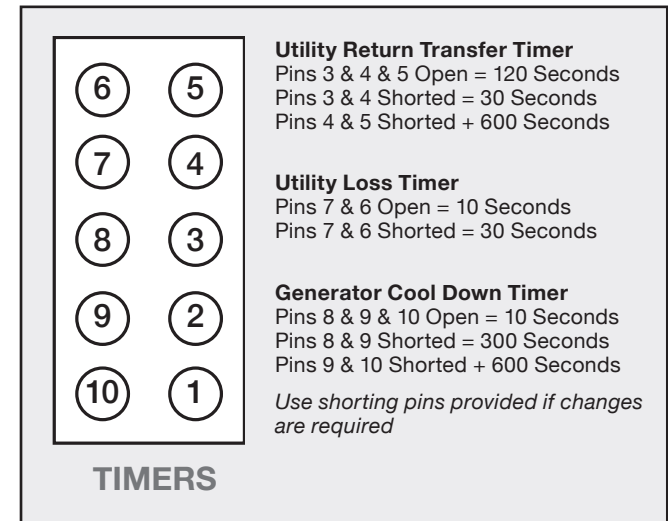 6 5
7 4
8 3
9 2
10 1
TIMERS
Utility Return Transfer Timer
Pins 3 & 4 & 5 Open = 120 Seconds
Pins 3 & 4 Shorted = 30 Seconds
Pins 4 & 5 Shorted + 600 Seconds
Utility Loss Timer
Pins 7 & 6 Open = 10 Seconds
Pins 7 & 6 Shorted = 30 Seconds
Generator Cool Down Timer
Pins 8 & 9 & 10 Open = 10 Seconds
Pins 8 & 9 Shorted = 300 Seconds
Pins 9 & 10 Shorted + 600 Seconds
Use shorting pins provided if changes
are required